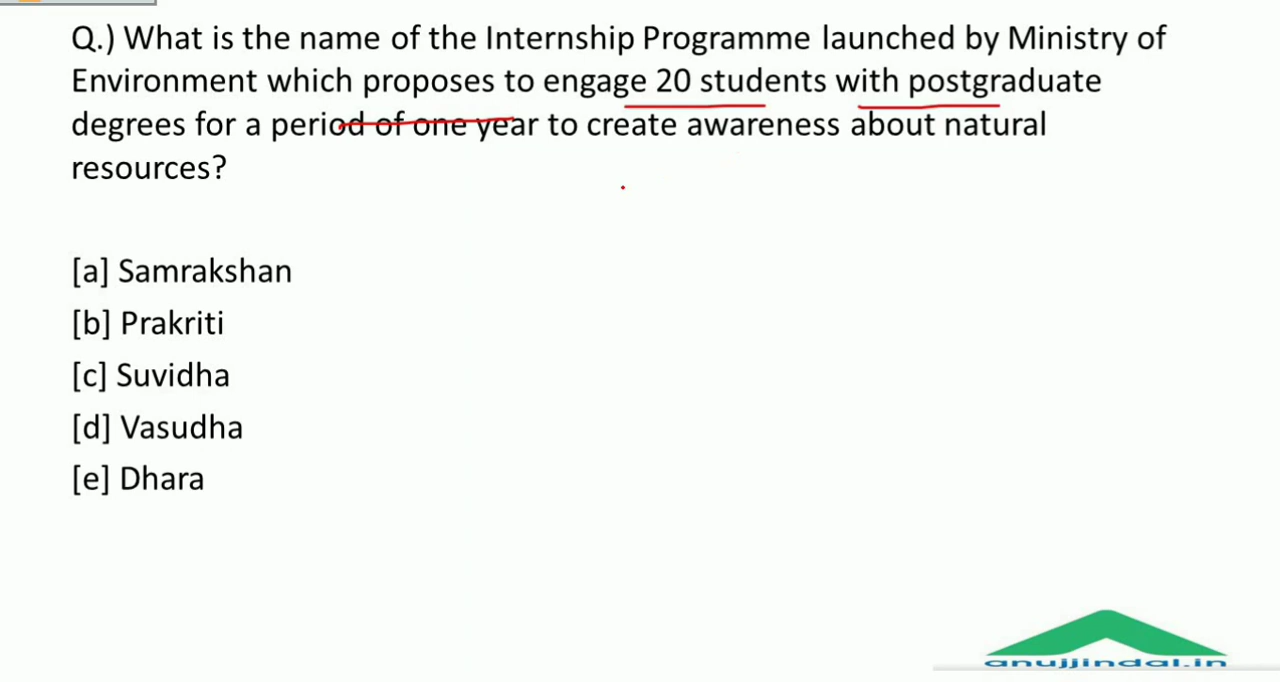 Q.) What is the name of the Internship Programme launched by Ministry of
Environment which proposes to engage 20 students with postgraduate
degrees for a period of one year to create awareness about natural
resources?
[a] Samrakshan
[b] Prakriti
[c] Suvidha
[d] Vasudha
[e] Dhara
anujjindal.in